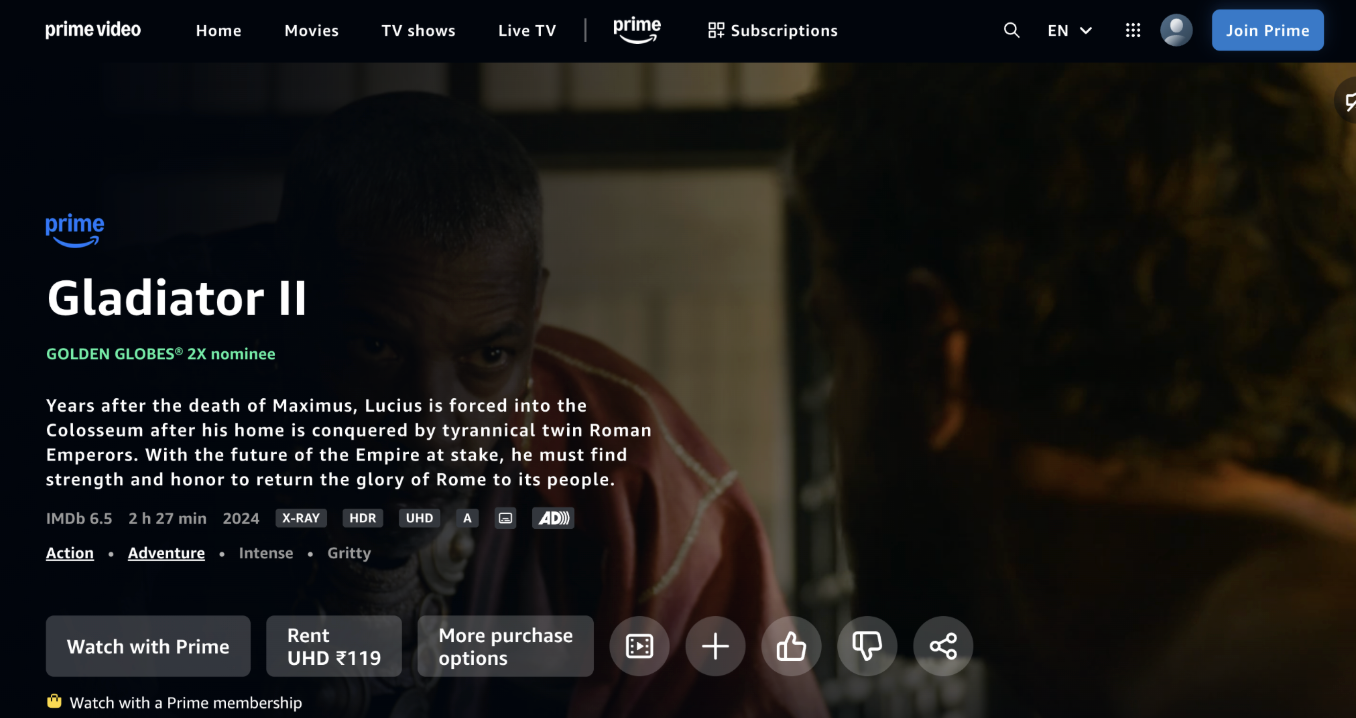 prime video
Home
Movies
TV shows
Live TV
prime
Subscriptions
EN
Join Prime
prime
Gladiator II
GOLDEN GLOBES® 2X nominee
Years after the death of Maximus, Lucius is forced into the
Colosseum after his home is conquered by tyrannical twin Roman
Emperors. With the future of the Empire at stake, he must find
strength and honor to return the glory of Rome to its people.
IMDb 6.5 2 h 27 min 2024 X-RAY HDR UHD A AD
Action • Adventure • Intense • Gritty
Watch with Prime
Rent
UHD ₹119
More purchase
options
Watch with a Prime membership